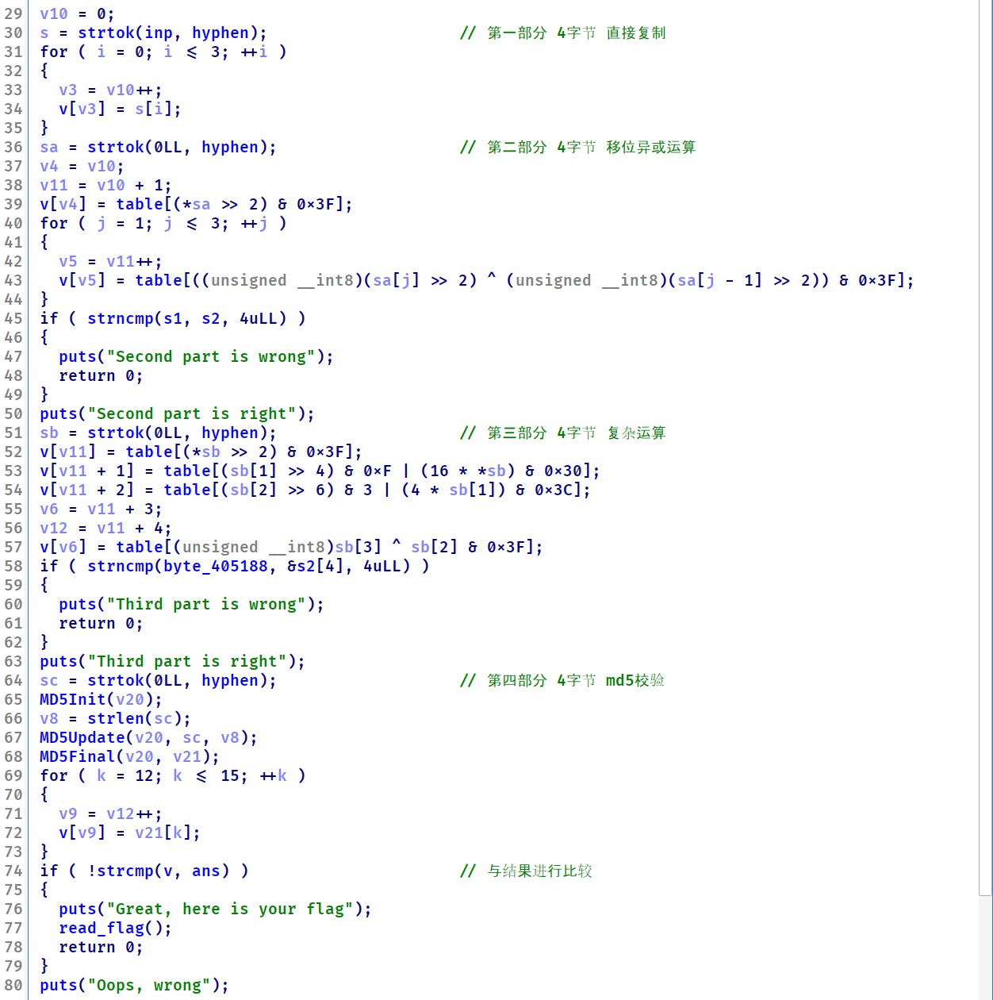 29 v10 = 0;
30 s = strtok(inp, hyphen); // 第一部分 4字节 直接复制
31 for ( i = 0; i <= 3; ++i )
32 {
33 v3 = v10++;
34 v[v3] = s[i];
35 }
36 sa = strtok(0LL, hyphen); // 第二部分 4字节 移位异或运算
37 v4 = v10;
38 v11 = v10 + 1;
39 v[v4] = table[(*sa >> 2) & 0x3F];
40 for ( j = 1; j <= 3; ++j )
41 {
42 v5 = v11++;
43 v[v5] = table[((unsigned __int8)(sa[j] >> 2) ^ (unsigned __int8)(sa[j - 1] >> 2)) & 0x3F];
44 }
45 if ( strncmp(s1, s2, 4uLL) )
46 {
47 puts("Second part is wrong");
48 return 0;
49 }
50 puts("Second part is right");
51 sb = strtok(0LL, hyphen); // 第三部分 4字节 复杂运算
52 v[v11] = table[(*sb >> 2) & 0x3F];
53 v[v11 + 1] = table[(sb[1] >> 4) & 0xF | (16 * *sb) & 0x30];
54 v[v11 + 2] = table[(sb[2] >> 6) & 3 | (4 * sb[1]) & 0x3C];
55 v6 = v11 + 3;
56 v12 = v11 + 4;
57 v[v6] = table[(unsigned __int8)sb[3] ^ sb[2] & 0x3F];
58 if ( strncmp(byte_405188, &s2[4], 4uLL) )
59 {
60 puts("Third part is wrong");
61 return 0;
62 }
63 puts("Third part is right");
64 sc = strtok(0LL, hyphen); // 第四部分 4字节 md5校验
65 MD5Init(v20);
66 v8 = strlen(sc);
67 MD5Update(v20, sc, v8);
68 MD5Final(v20, v21);
69 for ( k = 12; k <= 15; ++k )
70 {
71 v9 = v12++;
72 v[v9] = v21[k];
73 }
74 if ( !strcmp(v, ans) ) // 与结果进行比较
75 {
76 puts("Great, here is your flag");
77 read_flag();
78 return 0;
79 }
80 puts("Oops, wrong");